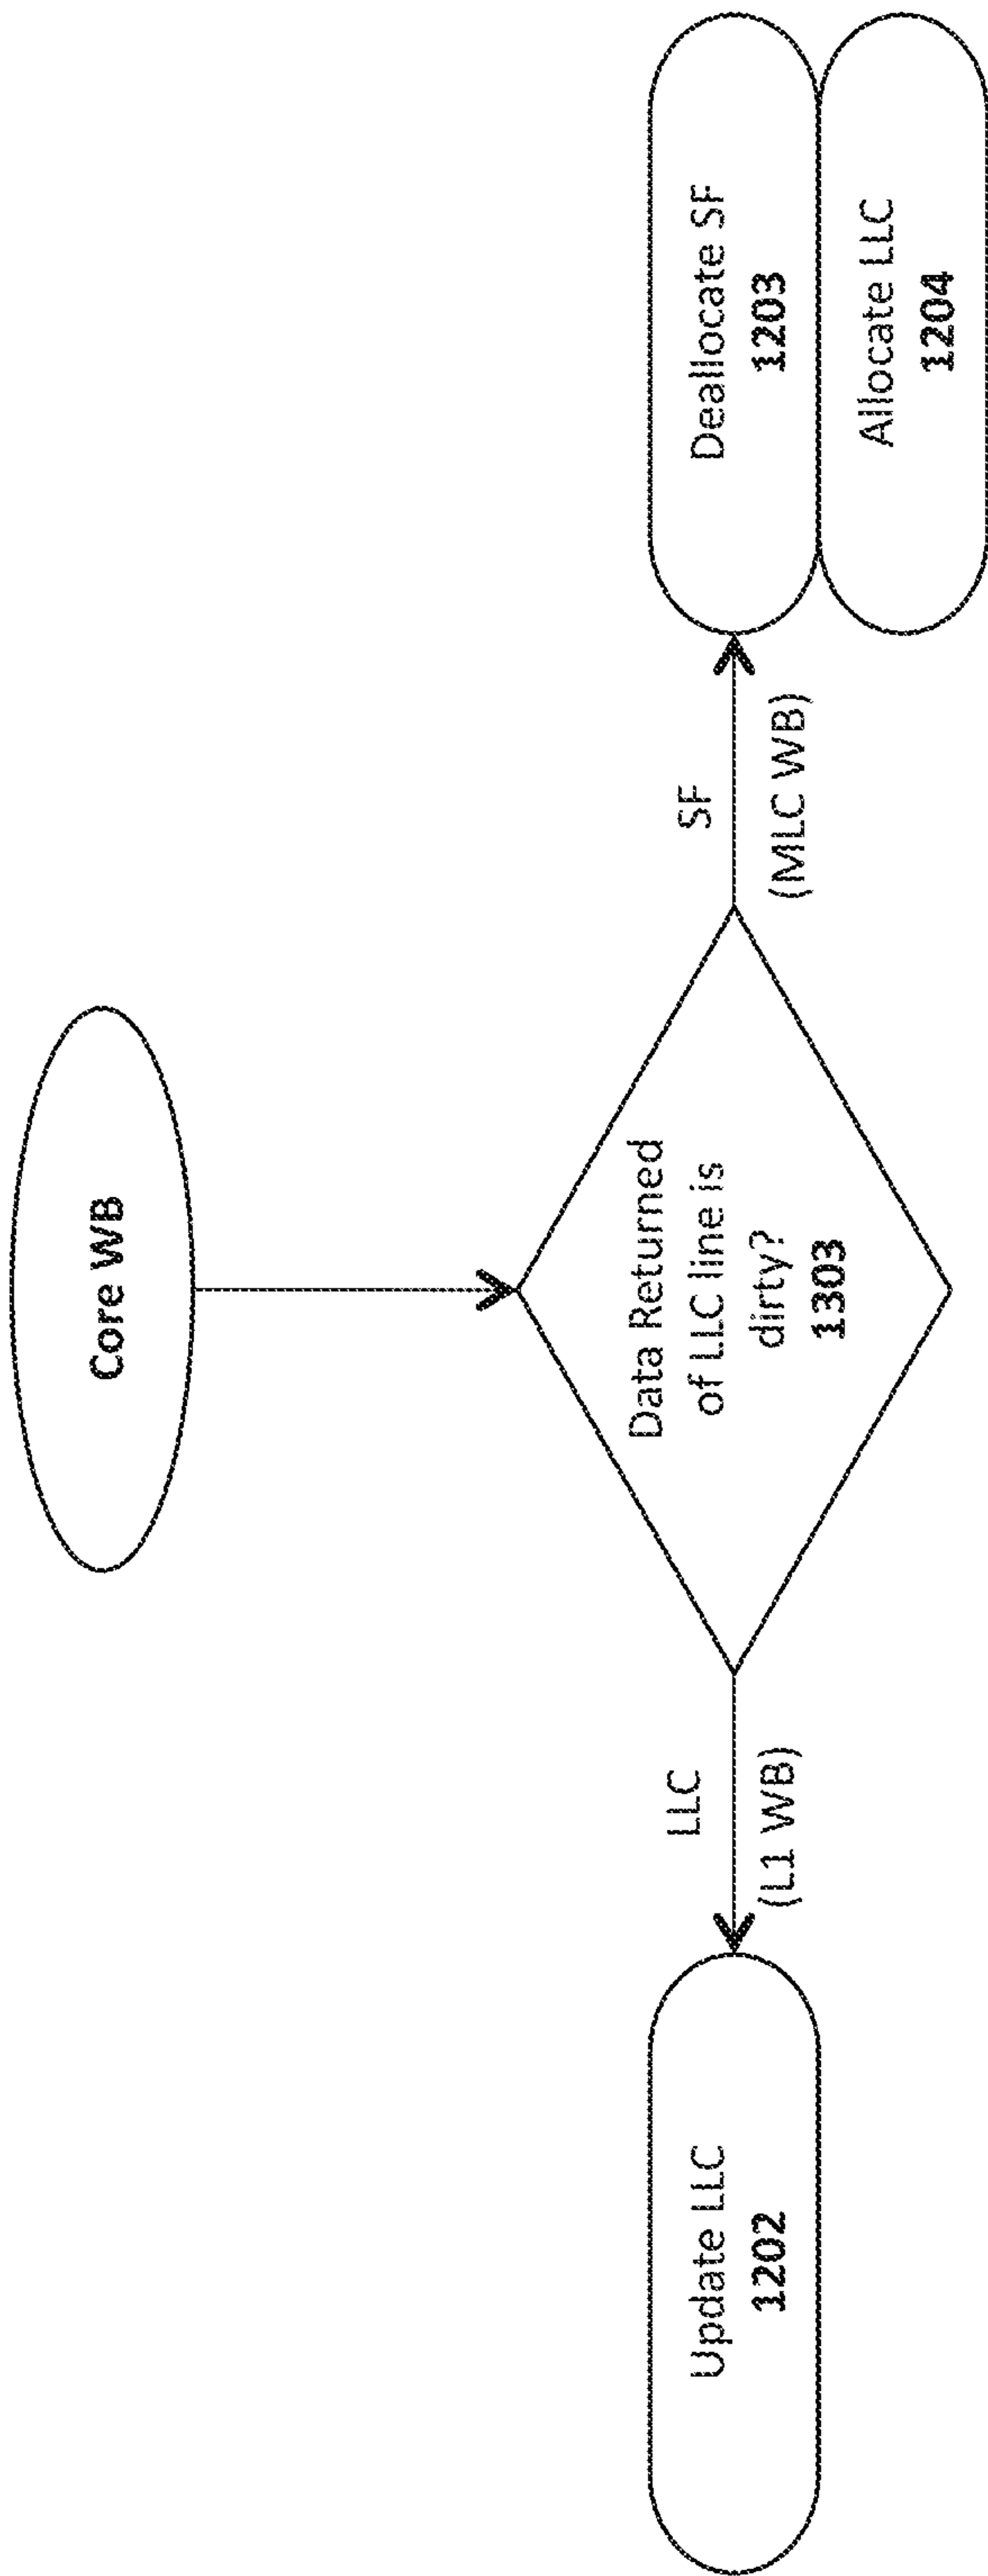 Core WB
Data Returned
of LLC line is
dirty?
1303
LLC
(L1 WB)
SF
(MLC WB)
Update LLC
1202
Deallocate SF
1203
Allocate LLC
1204